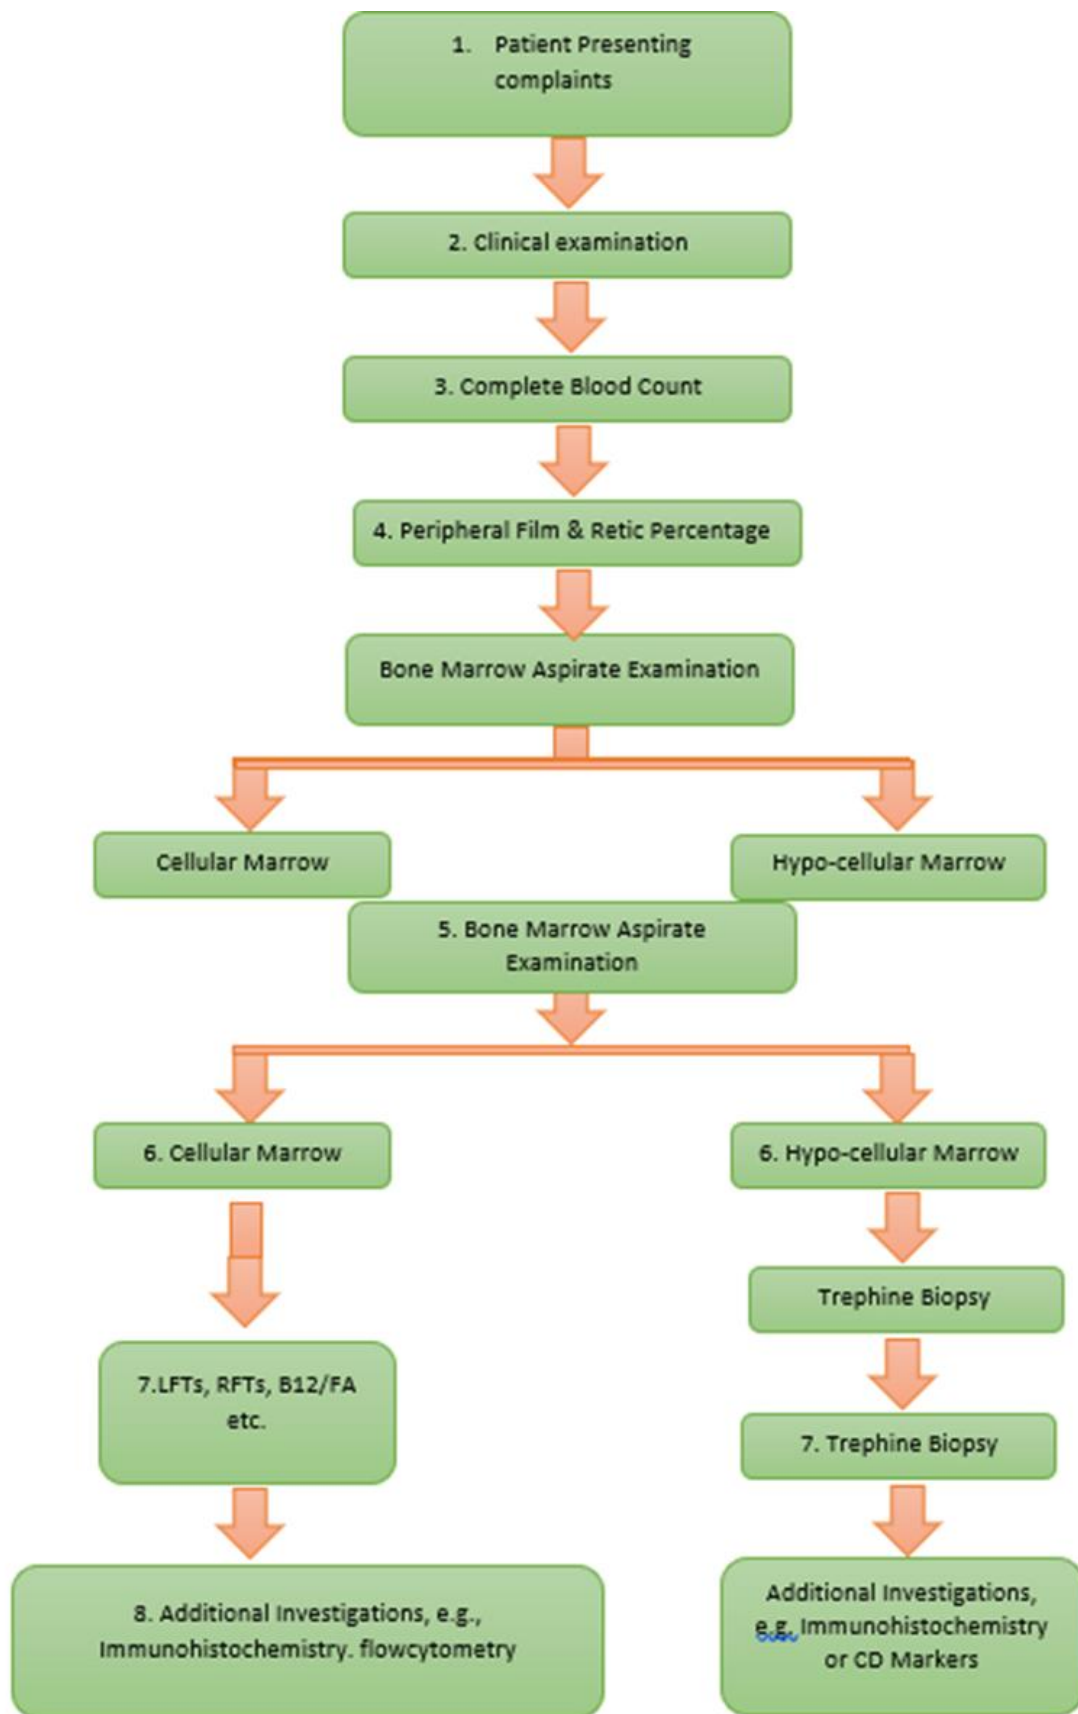 1. Patient Presenting
complaints
2. Clinical examination
3. Complete Blood Count
4. Peripheral Film & Retic Percentage
Bone Marrow Aspirate Examination
Cellular Marrow
Hypo-cellular Marrow
5. Bone Marrow Aspirate
Examination
6. Cellular Marrow
6. Hypo-cellular Marrow
Trephine Biopsy
7.LFTs, RFTs, B12/FA
etc.
7. Trephine Biopsy
8. Additional Investigations, e.g.,
Immunohistochemistry. flowcytometry
Additional Investigations,
e.g. Immunohistochemistry
or CD Markers